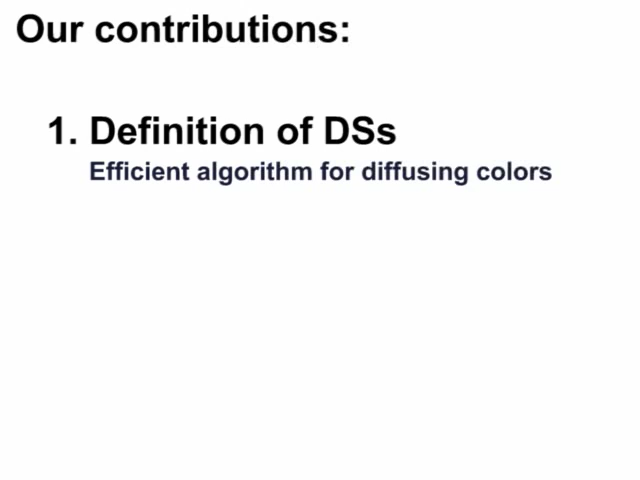 Our contributions:
1. Definition of DSs
Efficient algorithm for diffusing colors